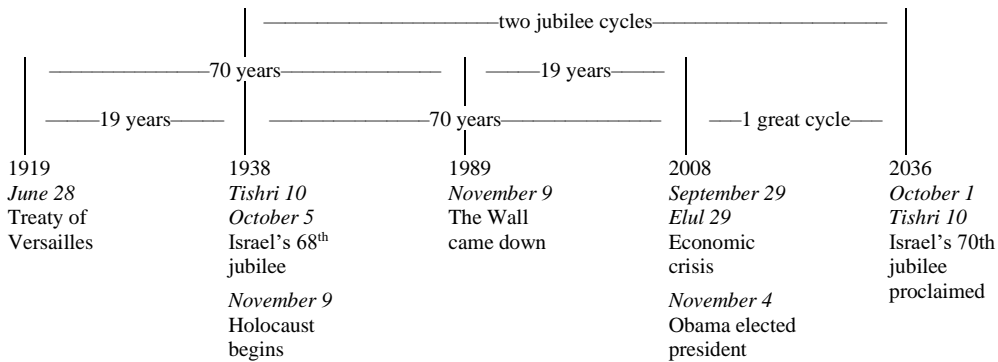 two jubilee cycles
70 years
19 years
19 years
70 years
1 great cycle
1919
June 28
Treaty of
Versailles
1938
Tishri 10
October 5
Israel's 68th
jubilee
November 9
Holocaust
begins
1989
November 9
The Wall
came down
2008
September 29
Elul 29
Economic
crisis
November 4
Obama elected
president
2036
October 1
Tishri 10
Israel's 70th
jubilee
proclaimed